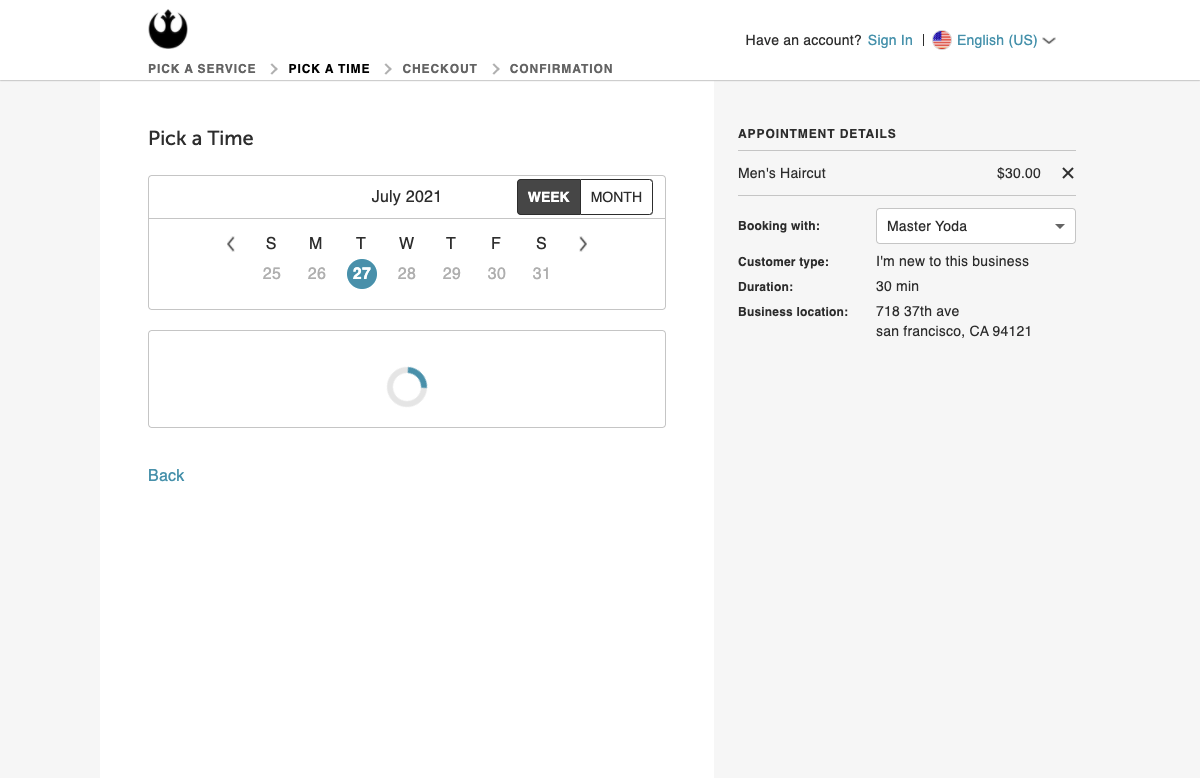 Have an account? Sign In | English (US)
PICK A SERVICE PICK A TIME CHECKOUT CONFIRMATION
Pick a Time
July 2021 WEEK MONTH
S M T W T F S
25 26 27 28 29 30 31
Back
APPOINTMENT DETAILS
Men's Haircut $30.00
Booking with: Master Yoda
Customer type: I'm new to this business
Duration: 30 min
Business location: 718 37th ave
san francisco, CA 94121